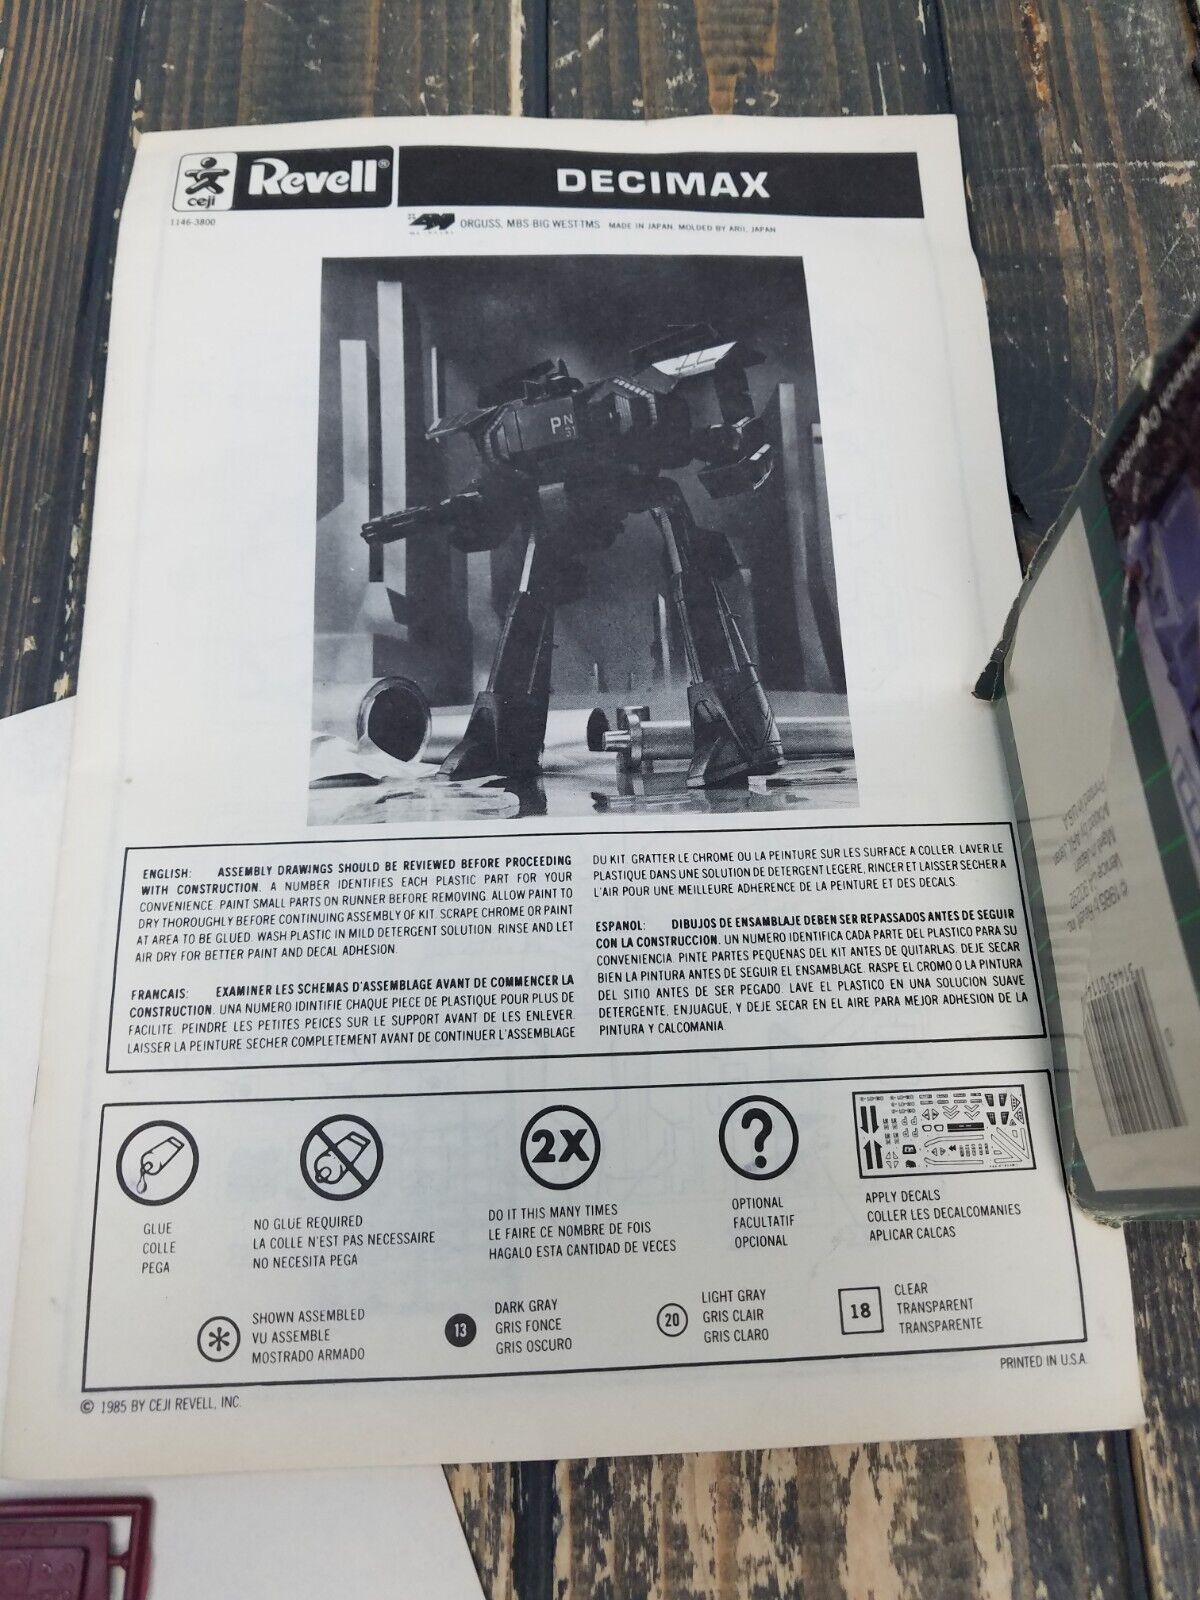 ceji
Revell®
DECIMAX
1146-3800
ORGUSS, MBS·BIG WEST·TMS MADE IN JAPAN. MOLDED BY ARII, JAPAN
PN
51
ENGLISH: ASSEMBLY DRAWINGS SHOULD BE REVIEWED BEFORE PROCEEDING
WITH CONSTRUCTION. A NUMBER IDENTIFIES EACH PLASTIC PART FOR YOUR
CONVENIENCE. PAINT SMALL PARTS ON RUNNER BEFORE REMOVING. ALLOW PAINT TO
DRY THOROUGHLY BEFORE CONTINUING ASSEMBLY OF KIT. SCRAPE CHROME OR PAINT
AT AREA TO BE GLUED. WASH PLASTIC IN MILD DETERGENT SOLUTION. RINSE AND LET
AIR DRY FOR BETTER PAINT AND DECAL ADHESION.
FRANCAIS: EXAMINER LES SCHEMAS D'ASSEMBLAGE AVANT DE COMMENCER LA
CONSTRUCTION. UNA NUMERO IDINTIFIE CHAQUE PIECE DE PLASTIQUE POUR PLUS DE
FACILITE. PEINDRE LES PETITES PEICES SUR LE SUPPORT AVANT DE LES ENLEVER.
LAISSER LA PEINTURE SECHER COMPLETEMENT AVANT DE CONTINUER L'ASSEMBLAGE
DU KIT. GRATTER LE CHROME OU LA PEINTURE SUR LES SURFACE A COLLER. LAVER LE
PLASTIQUE DANS UNE SOLUTION DE DETERGENT LEGERE, RINCER ET LAISSER SECHER A
L'AIR POUR UNE MEILLEURE ADHERENCE DE LA PEINTURE ET DES DECALS.
ESPANOL: DIBUJOS DE ENSAMBLAJE DEBEN SER REPASSADOS ANTES DE SEGUIR
CON LA CONSTRUCCION. UN NUMERO IDENTIFICA CADA PARTE DEL PLASTICO PARA SU
CONVENIENCIA. PINTE PARTES PEQUENAS DEL KIT ANTES DE QUITARLAS. DEJE SECAR
BIEN LA PINTURA ANTES DE SEGUIR EL ENSAMBLAGE. RASPE EL CROMO O LA PINTURA
DEL SITIO ANTES DE SER PEGADO. LAVE EL PLASTICO EN UNA SOLUCION SUAVE
DETERGENTE, ENJUAGUE, Y DEJE SECAR EN EL AIRE PARA MEJOR ADHESION DE LA
PINTURA Y CALCOMANIA.
GLUE
COLLE
PEGA
NO GLUE REQUIRED
LA COLLE N'EST PAS NECESSAIRE
NO NECESITA PEGA
2X
DO IT THIS MANY TIMES
LE FAIRE CE NOMBRE DE FOIS
HAGALO ESTA CANTIDAD DE VECES
?
OPTIONAL
FACULTATIF
OPCIONAL
APPLY DECALS
COLLER LES DECALCOMANIES
APLICAR CALCAS
*
SHOWN ASSEMBLED
VU ASSEMBLE
MOSTRADO ARMADO
13
DARK GRAY
GRIS FONCE
GRIS OSCURO
20
LIGHT GRAY
GRIS CLAIR
GRIS CLARO
18
CLEAR
TRANSPARENT
TRANSPARENTE
© 1985 BY CEJI REVELL, INC.
PRINTED IN U.S.A.